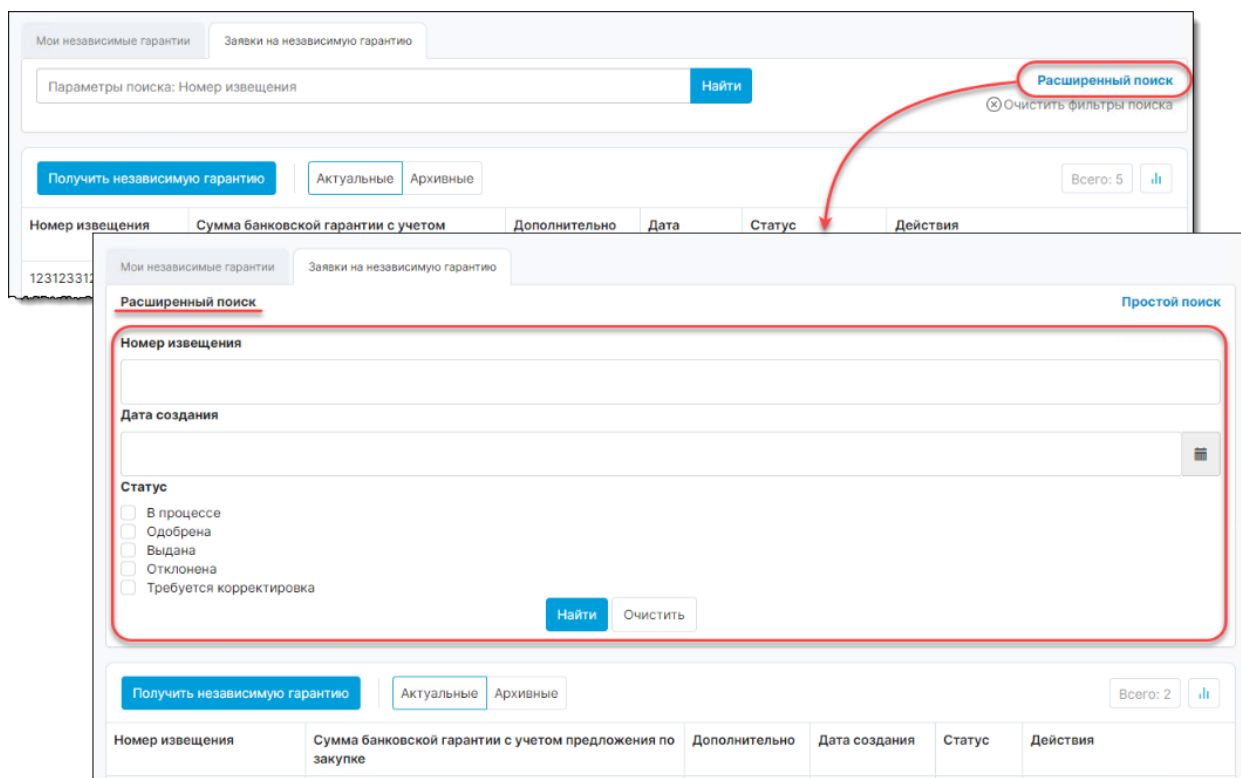 Мои независимые гарантии Заявки на независимую гарантию
Параметры поиска: Номер извещения Найти Расширенный поиск
Очистить фильтры поиска
Получить независимую гарантию Актуальные Архивные Всего: 5
Номер извещения Сумма банковской гарантии с учетом Дополнительно Дата Статус Действия
Мои независимые гарантии Заявки на независимую гарантию
Расширенный поиск Простой поиск
Номер извещения
Дата создания
Статус
В процессе
Одобрена
Выдана
Отклонена
Требуется корректировка
Найти Очистить
Получить независимую гарантию Актуальные Архивные Всего: 2
Номер извещения Сумма банковской гарантии с учетом предложения по Дополнительно Дата создания Статус Действия
закупке